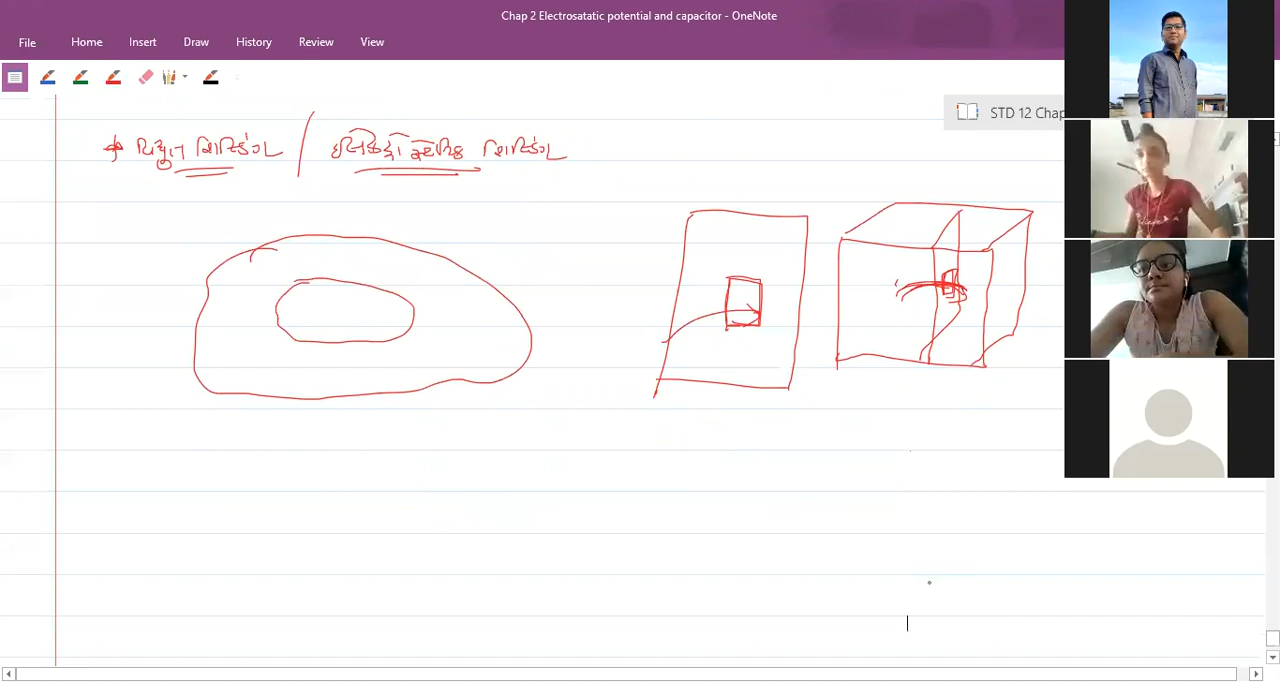 Chap 2 Electrosatatic potential and capacitor - OneNote
File Home Insert Draw History Review View
STD 12 Chap
* વિદ્યુત શિલ્ડિંગ / ઇલેક્ટ્રોસ્ટેટિક શિલ્ડિંગ